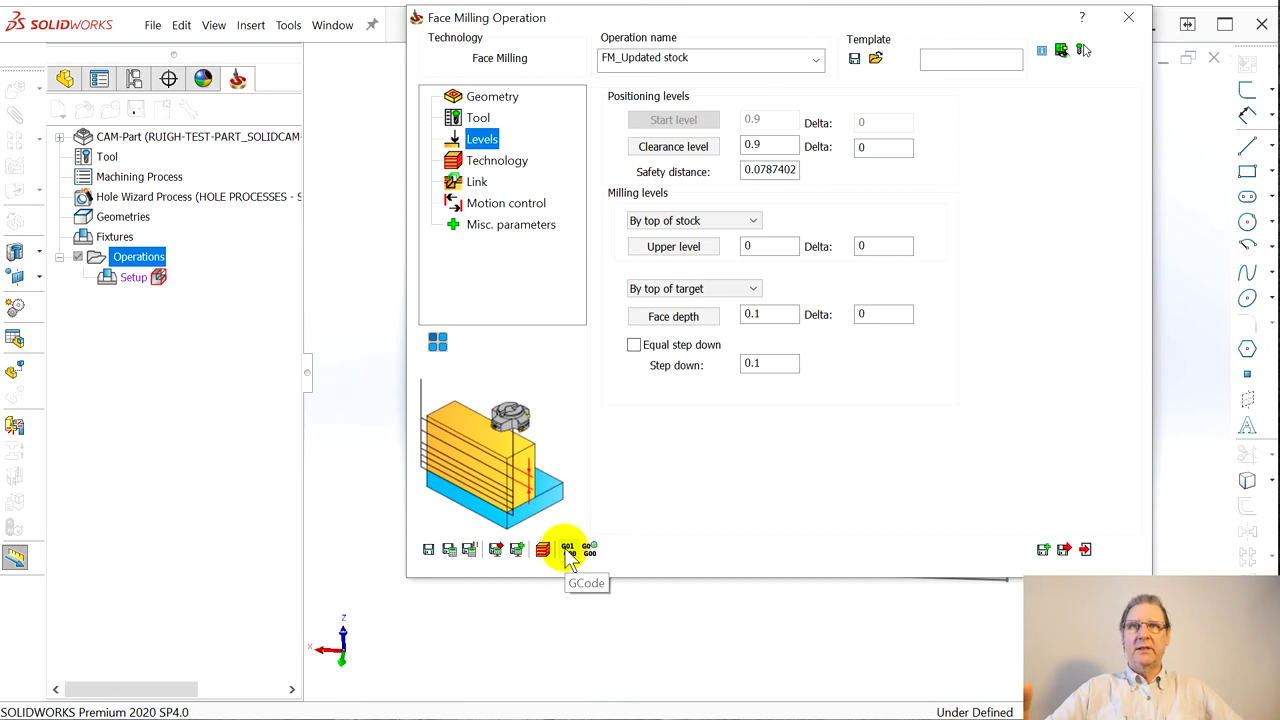 SOLIDWORKS
File
Edit
View
Insert
Tools
Window
Face Milling Operation
?
Technology
Face Milling
Operation name
FM_Updated stock
Template
Geometry
Tool
Levels
Technology
Link
Motion control
Misc. parameters
Positioning levels
Start level
0.9
Delta:
0
Clearance level
0.9
Delta:
0
Safety distance:
0.0787402
Milling levels
By top of stock
Upper level
0
Delta:
0
By top of target
Face depth
0.1
Delta:
0
Equal step down
Step down:
0.1
G01
GCode
CAM-Part (RUIGH-TEST-PART_SOLIDCAM-
Tool
Machining Process
Hole Wizard Process (HOLE PROCESSES - S
Geometries
Fixtures
Operations
Setup
Z
X
SOLIDWORKS Premium 2020 SP4.0
Under Defined